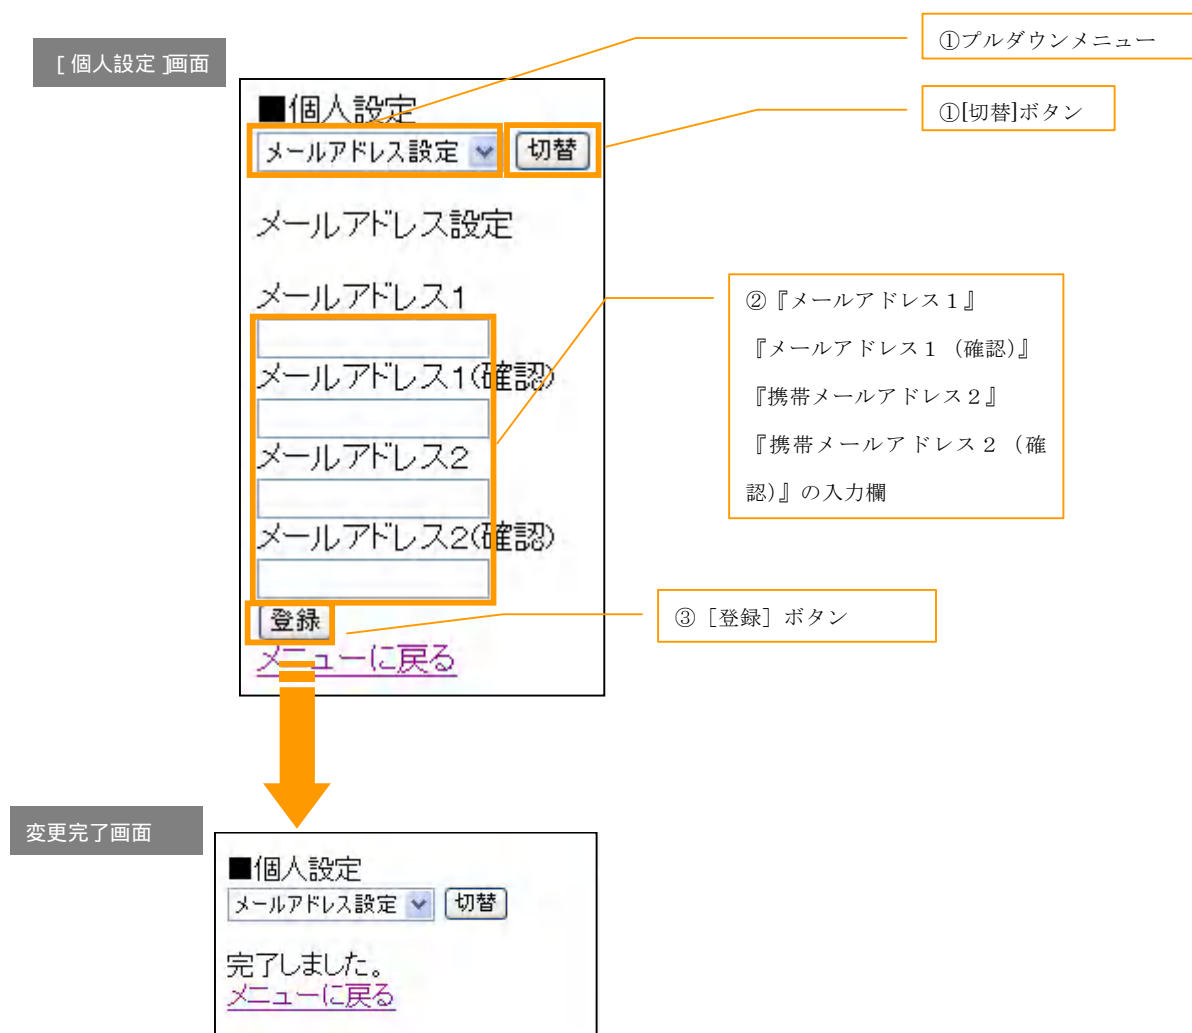 ①プルダウンメニュー
[個人設定]画面
■個人設定
①[切替]ボタン
メールアドレス設定 切替
メールアドレス設定
メールアドレス1
②『メールアドレス１』
『メールアドレス１（確認）』
『携帯メールアドレス２』
『携帯メールアドレス２（確
認）』の入力欄
メールアドレス1(確認)
メールアドレス2
メールアドレス2(確認)
登録
③［登録］ボタン
メニューに戻る
変更完了画面
■個人設定
メールアドレス設定 切替
完了しました。
メニューに戻る